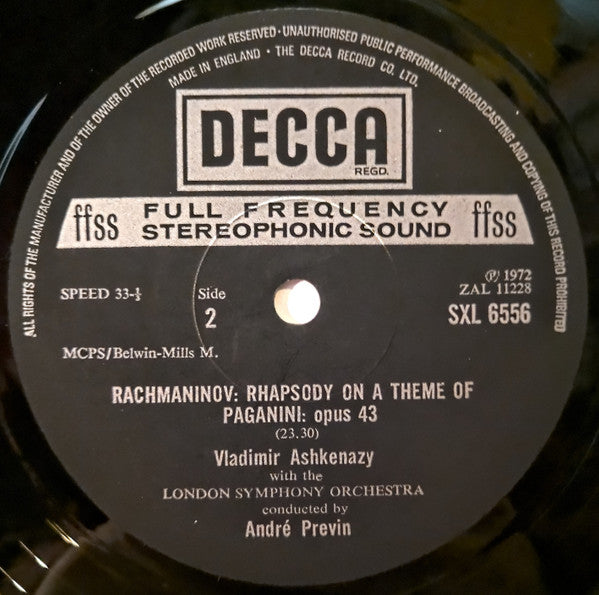 ALL RIGHTS OF THE MANUFACTURER AND OF THE OWNER OF THE RECORDED WORK RESERVED · UNAUTHORISED PUBLIC PERFORMANCE BROADCASTING AND COPYING OF THIS RECORD PROHIBITED
MADE IN ENGLAND · THE DECCA RECORD CO. LTD.
DECCA
REGD.
ffss FULL FREQUENCY STEREOPHONIC SOUND ffss
SPEED 33-⅓
Side
2
℗ 1972
ZAL 11228
SXL 6556
MCPS/Belwin-Mills M.
RACHMANINOV: RHAPSODY ON A THEME OF
PAGANINI: opus 43
(23.30)
Vladimir Ashkenazy
with the
LONDON SYMPHONY ORCHESTRA
conducted by
André Previn